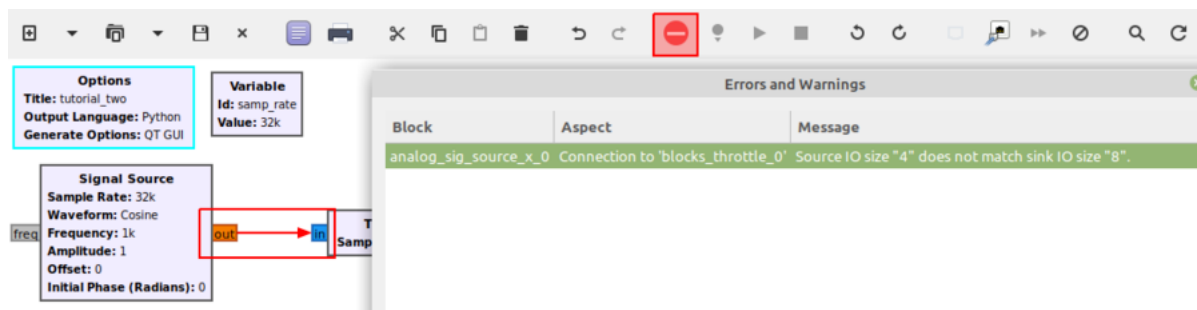 Options
Title: tutorial_two
Output Language: Python
Generate Options: QT GUI
Variable
Id: samp_rate
Value: 32k
Signal Source
Sample Rate: 32k
Waveform: Cosine
Frequency: 1k
Amplitude: 1
Offset: 0
Initial Phase (Radians): 0
freq
out
in
T
Samp
Errors and Warnings
Block Aspect Message
analog_sig_source_x_0 Connection to 'blocks_throttle_0' Source IO size "4" does not match sink IO size "8".